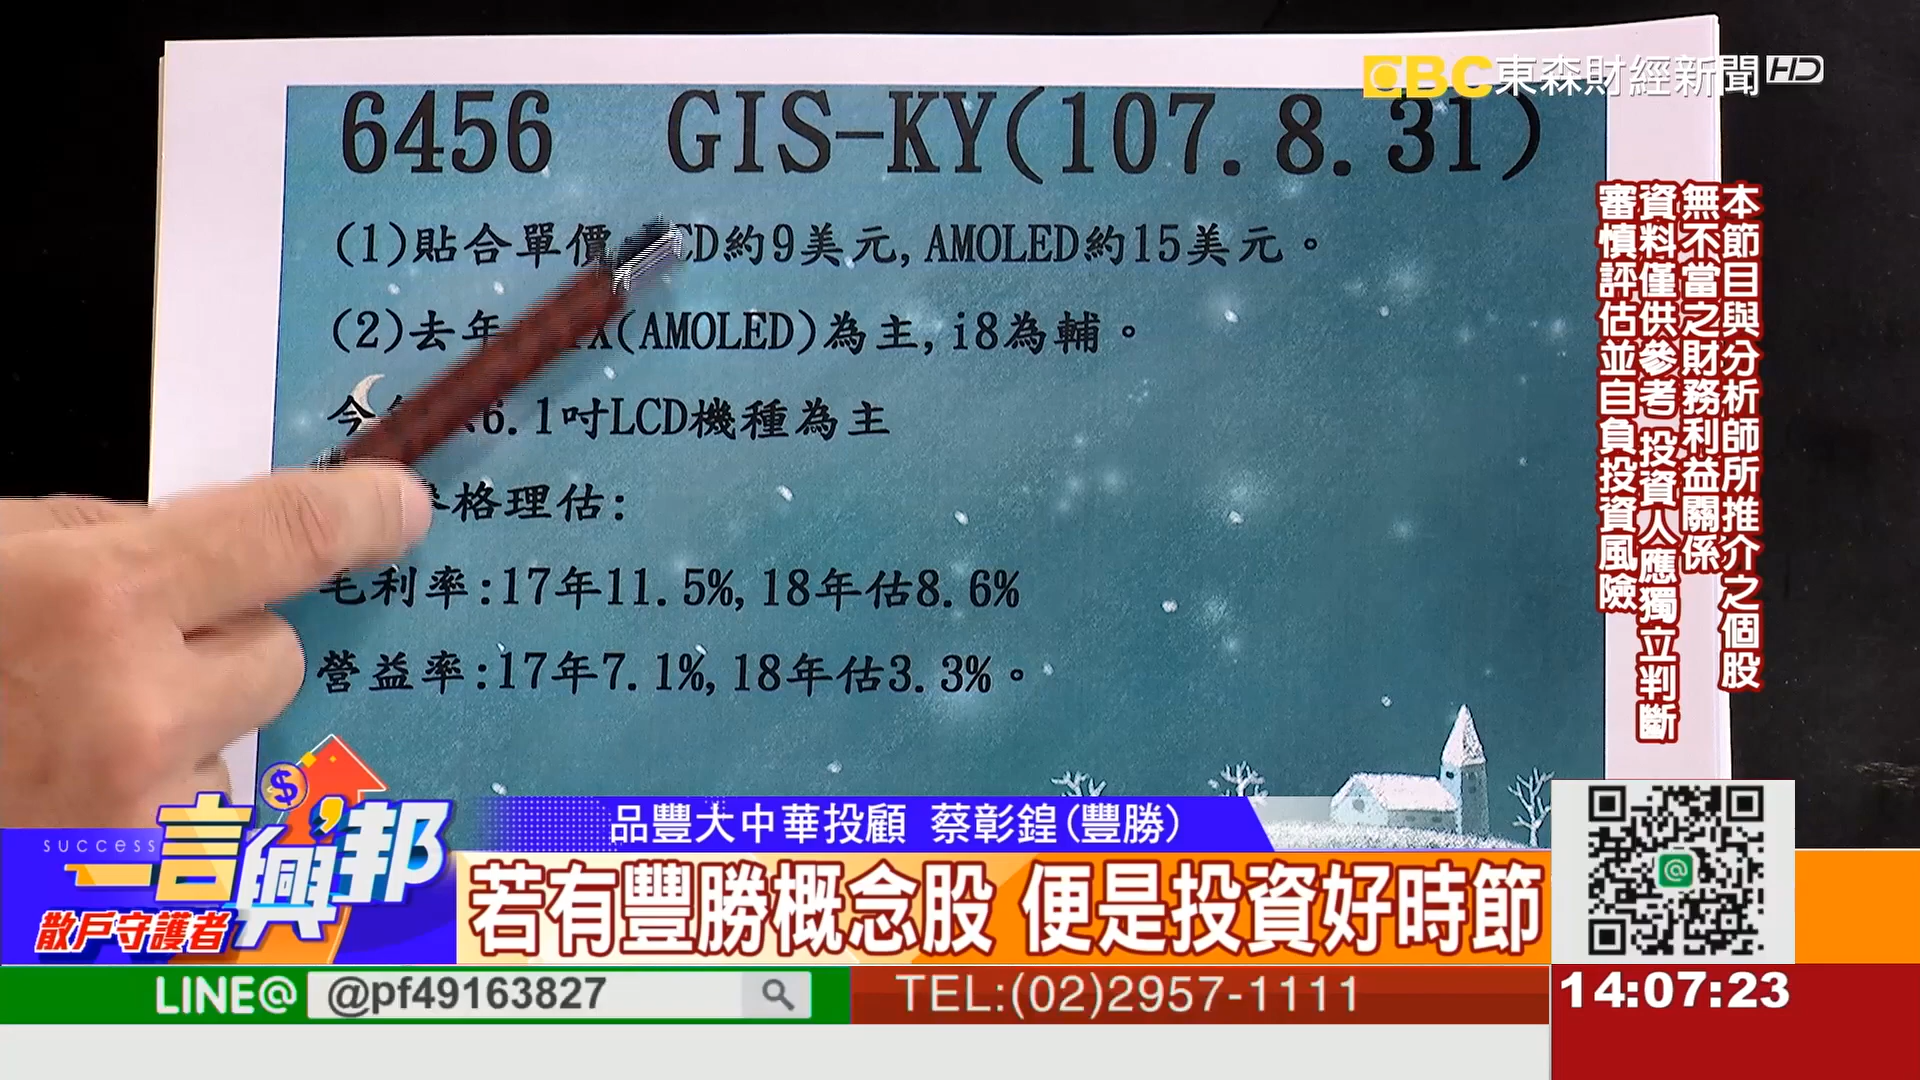 EBC東森財經新聞HD
6456 GIS-KY(107.8.31)
(1)貼合單價 CD約9美元,AMOLED約15美元。
(2)去年 X(AMOLED)為主,i8為輔。
今 6.1吋LCD機種為主
格理估:
毛利率:17年11.5%,18年估8.6%
營益率:17年7.1%,18年估3.3%。
本節目與分析師所推介之個股
無不當之財務利益關係
資料僅供參考 投資人應獨立判斷
審慎評估並自負投資風險
success
一言興邦
散戶守護者
品豐大中華投顧 蔡彰鍠(豐勝)
若有豐勝概念股 便是投資好時節
LINE@ @pf49163827
TEL:(02)2957-1111
14:07:23